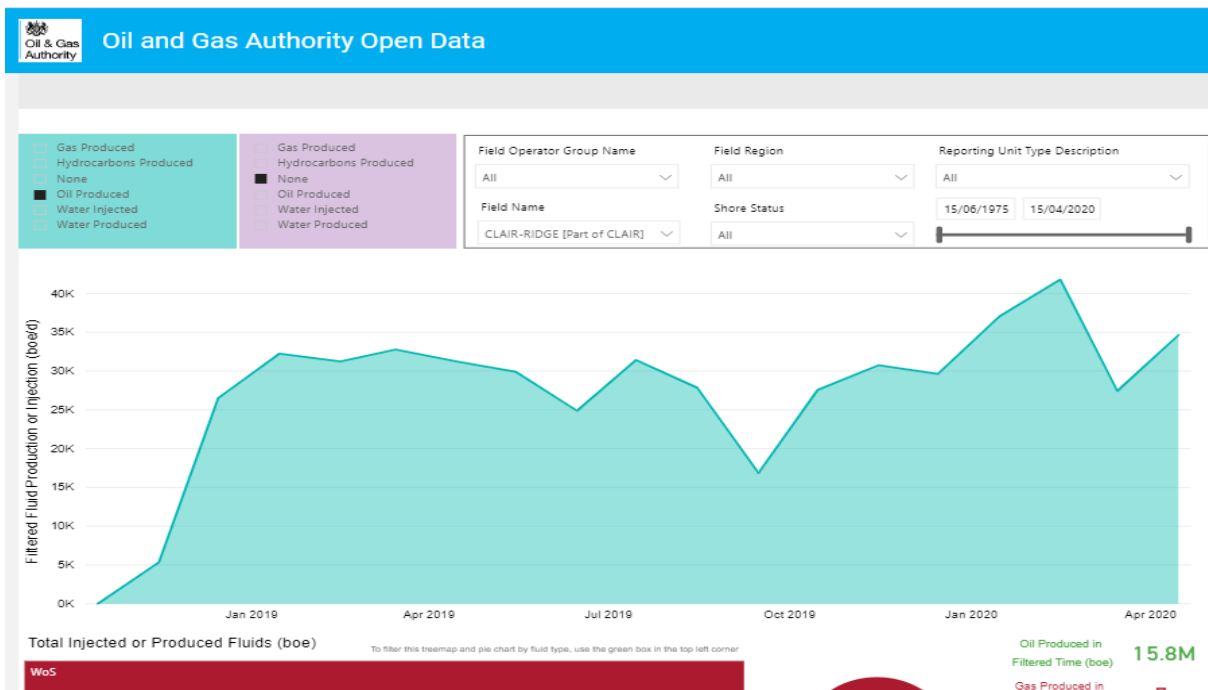 Oil & Gas
Authority
Oil and Gas Authority Open Data
Gas Produced
Hydrocarbons Produced
None
Oil Produced
Water Injected
Water Produced
Gas Produced
Hydrocarbons Produced
None
Oil Produced
Water Injected
Water Produced
Field Operator Group Name
All
Field Name
CLAIR-RIDGE [Part of CLAIR]
Field Region
All
Shore Status
All
Reporting Unit Type Description
All
15/06/1975 15/04/2020
Filtered Fluid Production or Injection (boe/d)
40K
35K
30K
25K
20K
15K
10K
5K
0K
Jan 2019 Apr 2019 Jul 2019 Oct 2019 Jan 2020 Apr 2020
Total Injected or Produced Fluids (boe)
To filter this treemap and pie chart by fluid type, use the green box in the top left corner
WoS
Oil Produced in
Filtered Time (boe)
15.8M
Gas Produced in